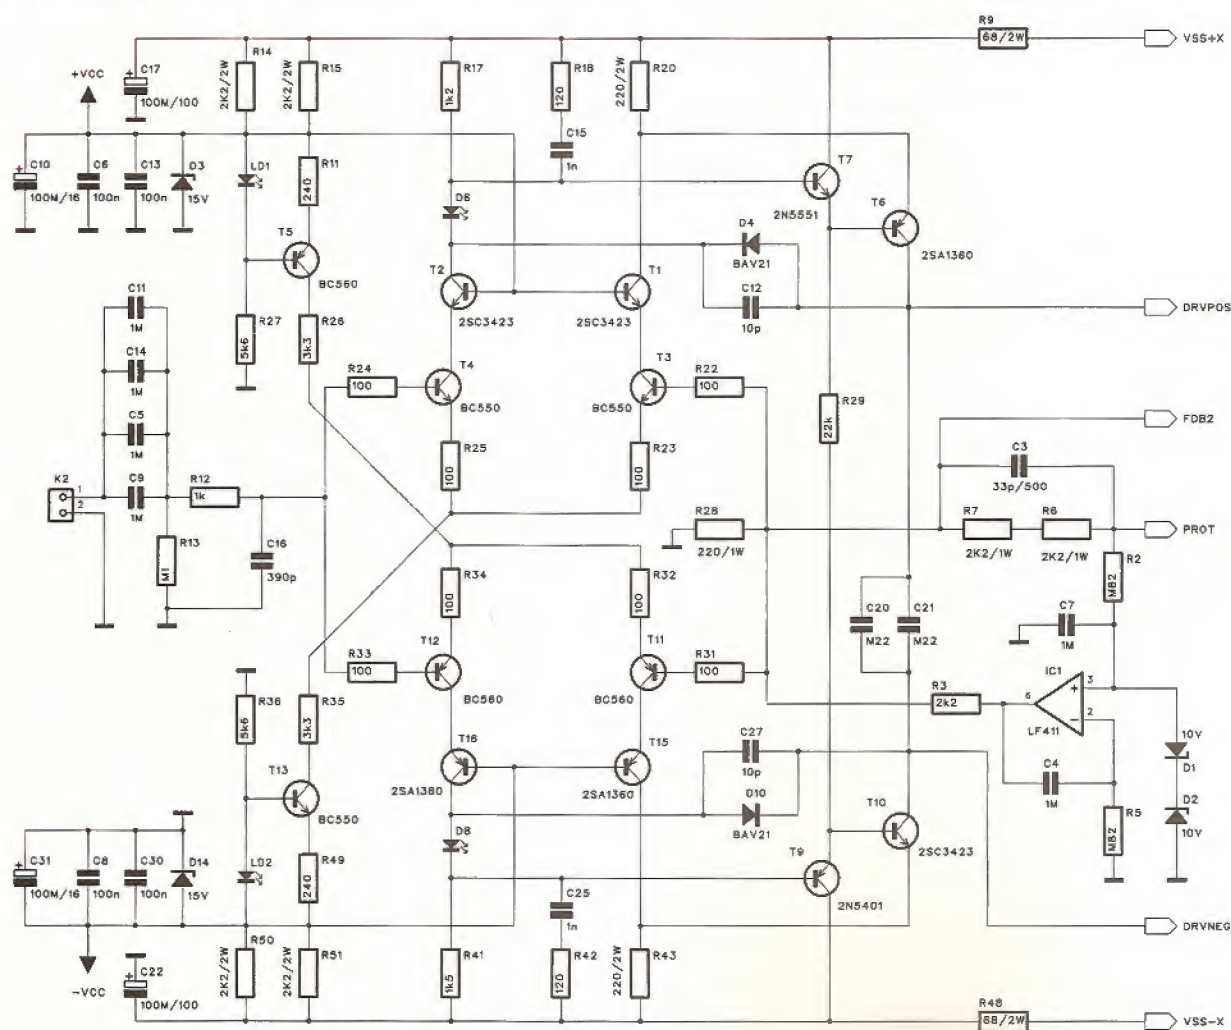 R9
68/2W
VSS+X
C17
100M/100
+VCC
R14
2K2/2W
R15
2K2/2W
R17
1k2
R18
120
R20
220/2W
C15
1n
C10
100M/16
C6
100n
C13
100n
D3
15V
LD1
R11
240
D6
T7
2N5551
T6
2SA1360
D4
BAV21
T5
BC560
T2
2SC3423
T1
2SC3423
C12
10p
DRVPOS
C11
1M
R27
5k6
R26
3k3
C14
1M
R24
100
T4
BC550
T3
BC550
R22
100
R29
22k
C5
1M
FDB2
R25
100
R23
100
C3
33p/500
K2
1
2
C9
1M
R12
1k
R28
220/1W
R7
2K2/1W
R6
2K2/1W
PROT
R13
M1
C16
390p
R34
100
R32
100
R2
M82
C20
M22
C21
M22
C7
1M
T12
BC560
T11
BC560
R33
100
R31
100
IC1
LF411
+
-
3
2
6
R3
2k2
R36
5k6
R35
3k3
C27
10p
10V
D1
T16
2SA1360
T15
2SA1360
C4
1M
D2
10V
T13
BC550
D10
BAV21
T10
2SC3423
R5
M82
C31
100M/16
C8
100n
C30
100n
D14
15V
LD2
R49
240
D8
T9
2N5401
C25
1n
DRVNEG
-VCC
C22
100M/100
R50
2K2/2W
R51
2K2/2W
R41
1k5
R42
120
R43
220/2W
R48
68/2W
VSS-X